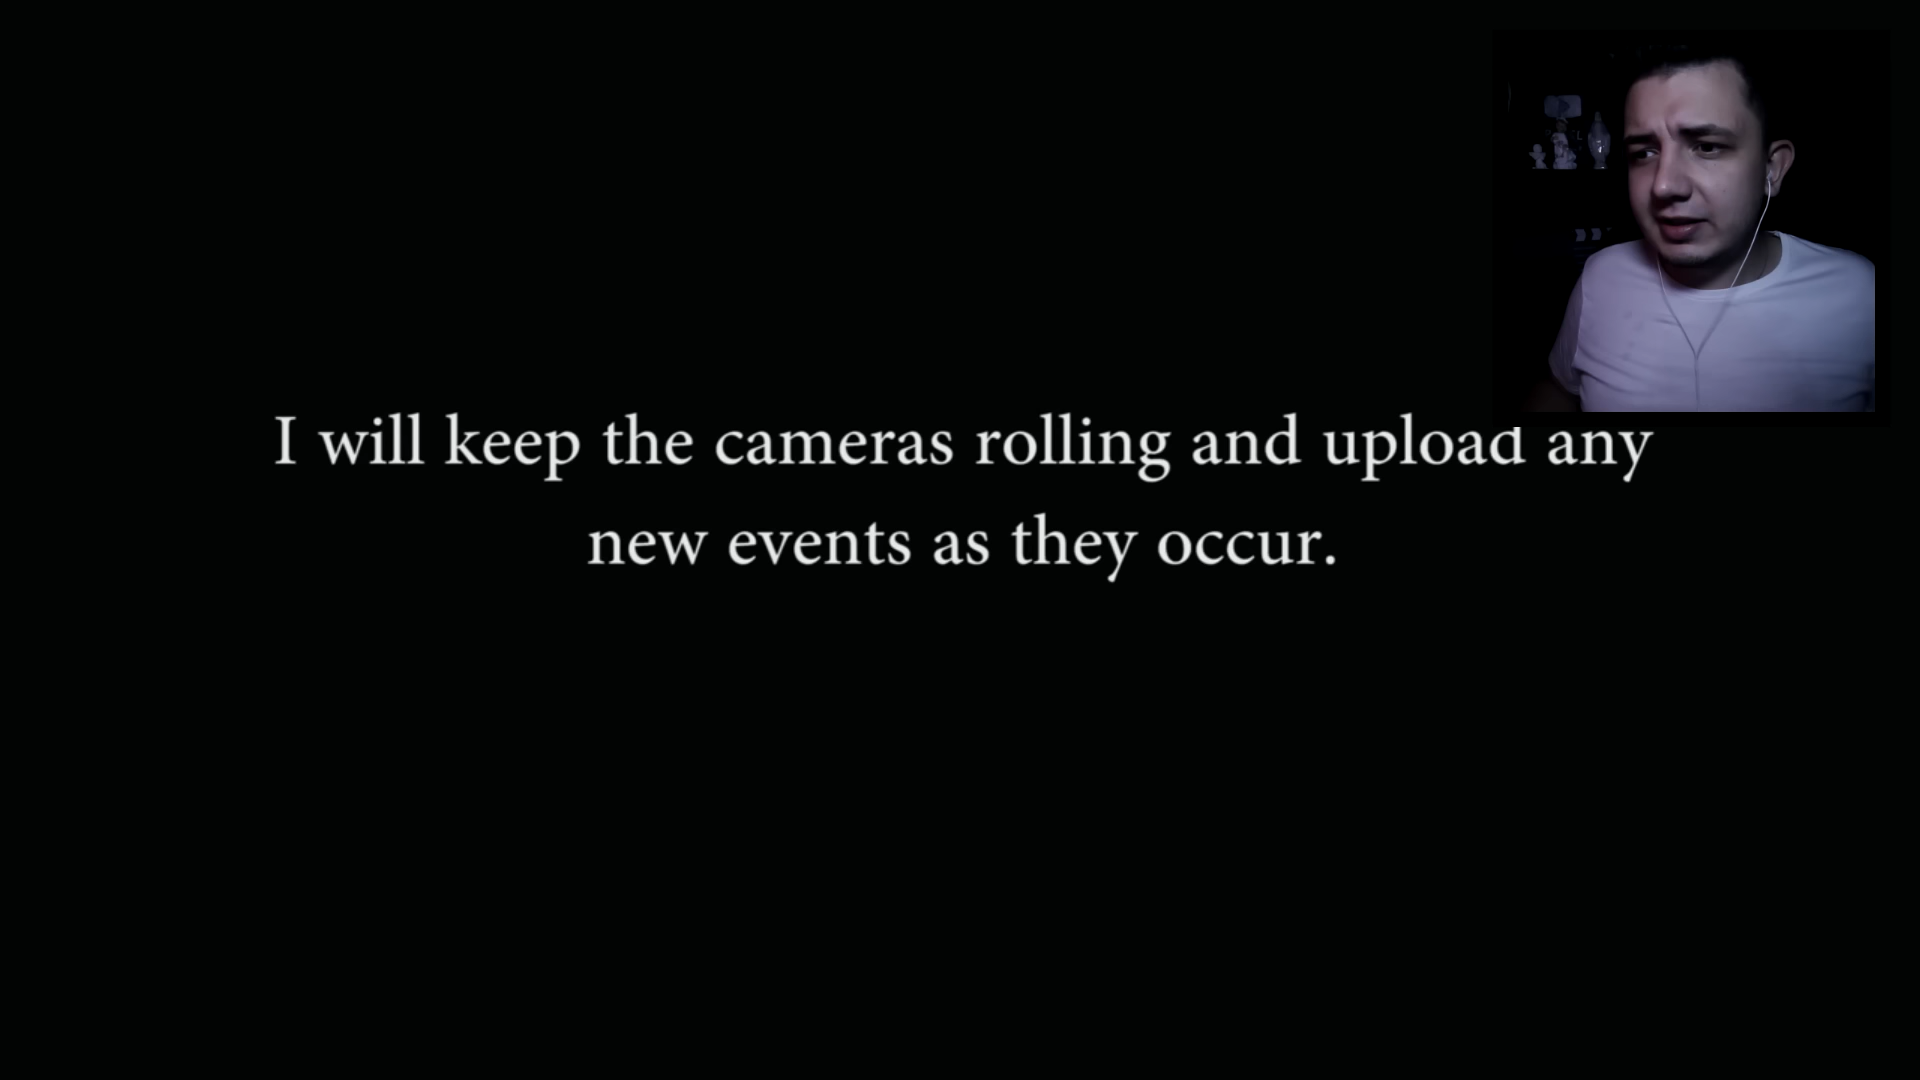 I will keep the cameras rolling and upload any
new events as they occur.